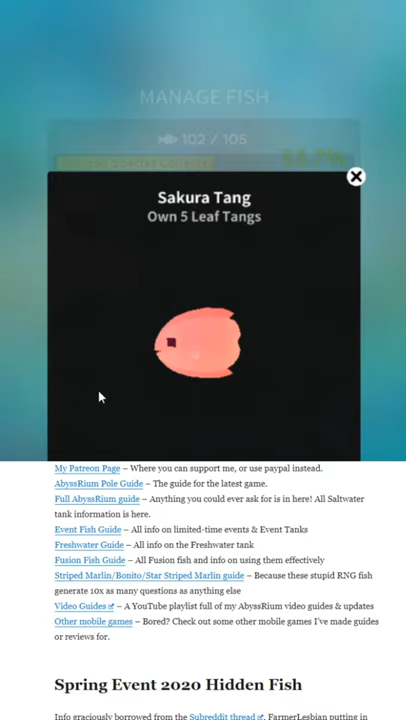 MANAGE FISH
102 / 105
53.7%
Sakura Tang
Own 5 Leaf Tangs
My Patreon Page – Where you can support me, or use paypal instead.
AbyssRium Pole Guide – The guide for the latest game.
Full AbyssRium guide – Anything you could ever ask for is in here! All Saltwater
tank information is here.
Event Fish Guide – All info on limited-time events & Event Tanks
Freshwater Guide – All info on the Freshwater tank
Fusion Fish Guide – All Fusion fish and info on using them effectively
Striped Marlin/Bonito/Star Striped Marlin guide – Because these stupid RNG fish
generate 10x as many questions as anything else
Video Guides – A YouTube playlist full of my AbyssRium video guides & updates
Other mobile games – Bored? Check out some other mobile games I've made guides
or reviews for.
Spring Event 2020 Hidden Fish
Info graciously borrowed from the Subreddit thread, FarmerLesbian putting in